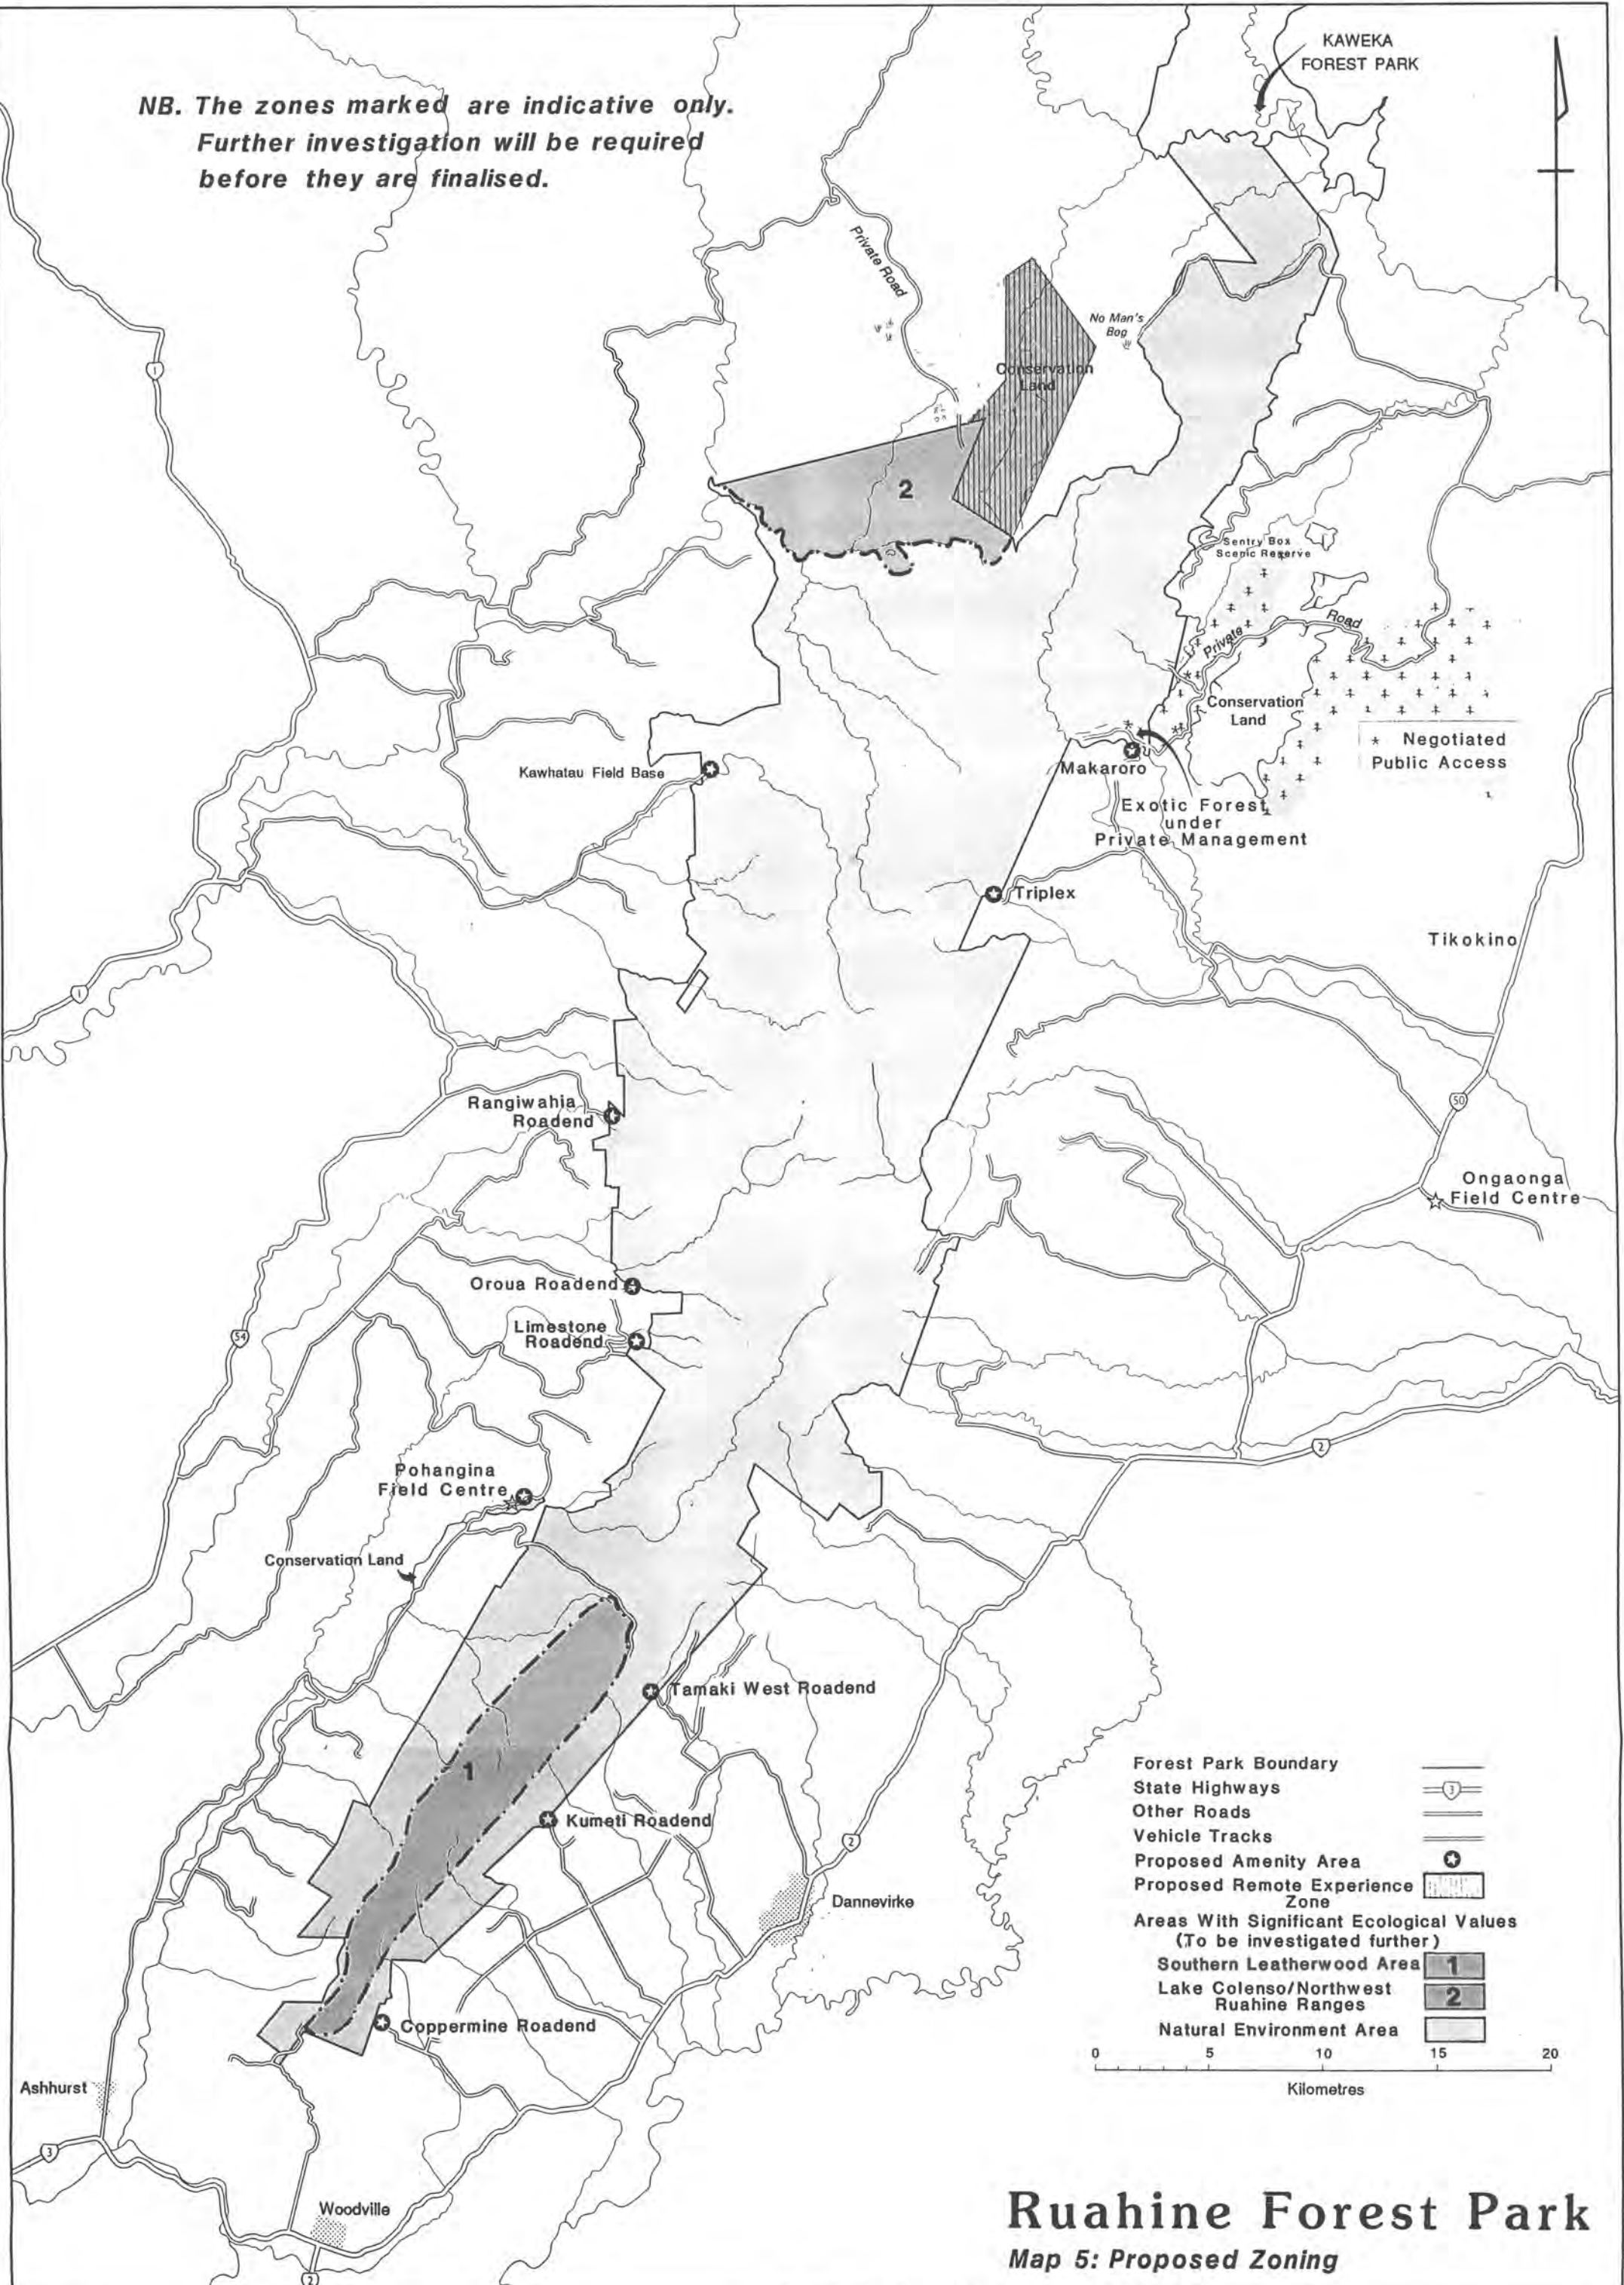 KAWEKA
FOREST PARK
NB. The zones marked are indicative only.
Further investigation will be required
before they are finalised.
Private Road
No Man's
Bog
Conservation
Land
1
2
Sentry Box
Scenic Reserve
Private Road
Conservation
Land
* Negotiated
Public Access
Kawhatau Field Base
Makaroro
Exotic Forest
under
Private Management
Triplex
Tikokino
1
Rangiwahia
Roadend
50
Ongaonga
Field Centre
Oroua Roadend
Limestone
Roadend
54
2
Pohangina
Field Centre
Conservation Land
Tamaki West Roadend
1
Kumeti Roadend
2
Dannevirke
Coppermine Roadend
Ashhurst
3
Woodville
2
Forest Park Boundary
State Highways 3
Other Roads
Vehicle Tracks
Proposed Amenity Area
Proposed Remote Experience
Zone
Areas With Significant Ecological Values
(To be investigated further)
Southern Leatherwood Area 1
Lake Colenso/Northwest
Ruahine Ranges 2
Natural Environment Area
0 5 10 15 20
Kilometres
Ruahine Forest Park
Map 5: Proposed Zoning